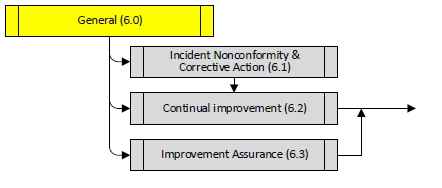 General (6.0)
Incident Nonconformity &
Corrective Action (6.1)
Continual improvement (6.2)
Improvement Assurance (6.3)